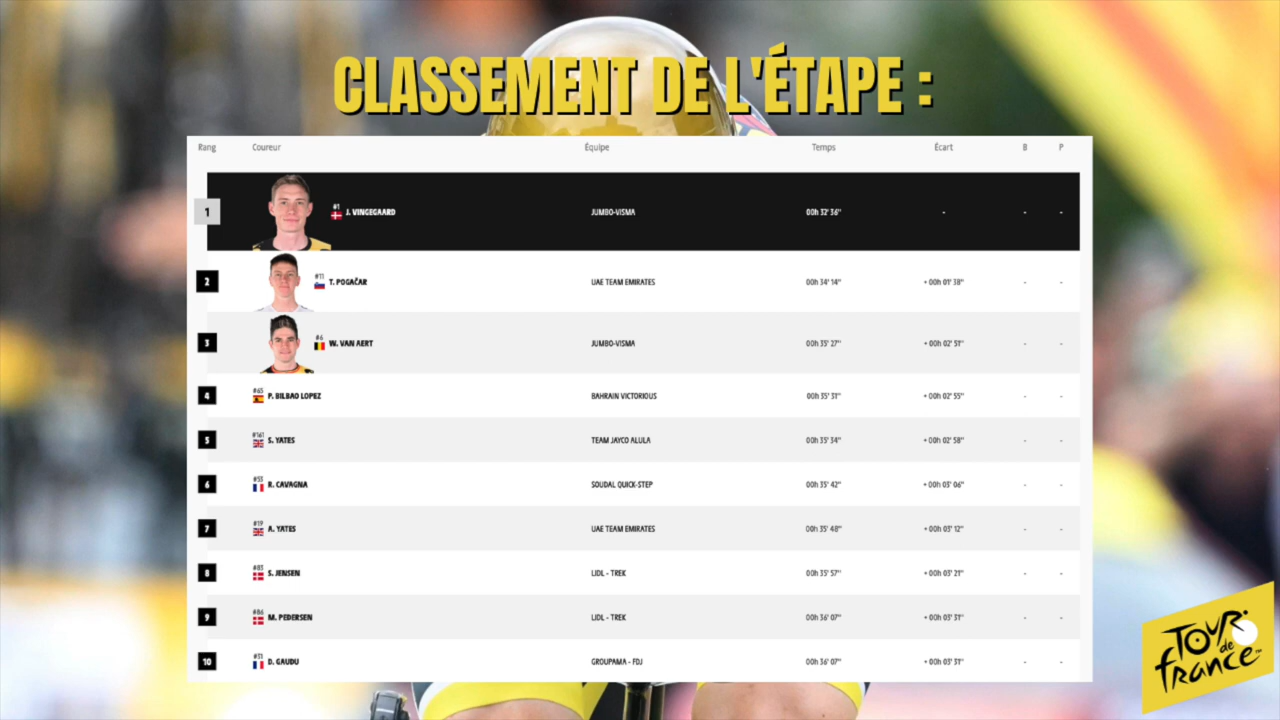 CLASSEMENT DE L'ÉTAPE :
Rang Coureur Équipe Temps Écart B P
1 #1 J. VINGEGAARD JUMBO-VISMA 00h 32' 36'' - - -
2 #11 T. POGAČAR UAE TEAM EMIRATES 00h 34' 14'' + 00h 01' 38'' - -
3 #6 W. VAN AERT JUMBO-VISMA 00h 35' 27'' + 00h 02' 51'' - -
4 #65 P. BILBAO LOPEZ BAHRAIN VICTORIOUS 00h 35' 31'' + 00h 02' 55'' - -
5 #161 S. YATES TEAM JAYCO ALULA 00h 35' 34'' + 00h 02' 58'' - -
6 #53 R. CAVAGNA SOUDAL QUICK-STEP 00h 35' 42'' + 00h 03' 06'' - -
7 #19 A. YATES UAE TEAM EMIRATES 00h 35' 48'' + 00h 03' 12'' - -
8 #85 S. JENSEN LIDL - TREK 00h 35' 57'' + 00h 03' 21'' - -
9 #86 M. PEDERSEN LIDL - TREK 00h 36' 07'' + 00h 03' 31'' - -
10 #31 D. GAUDU GROUPAMA - FDJ 00h 36' 07'' + 00h 03' 31'' - -
TOUR
de
FRANCE™